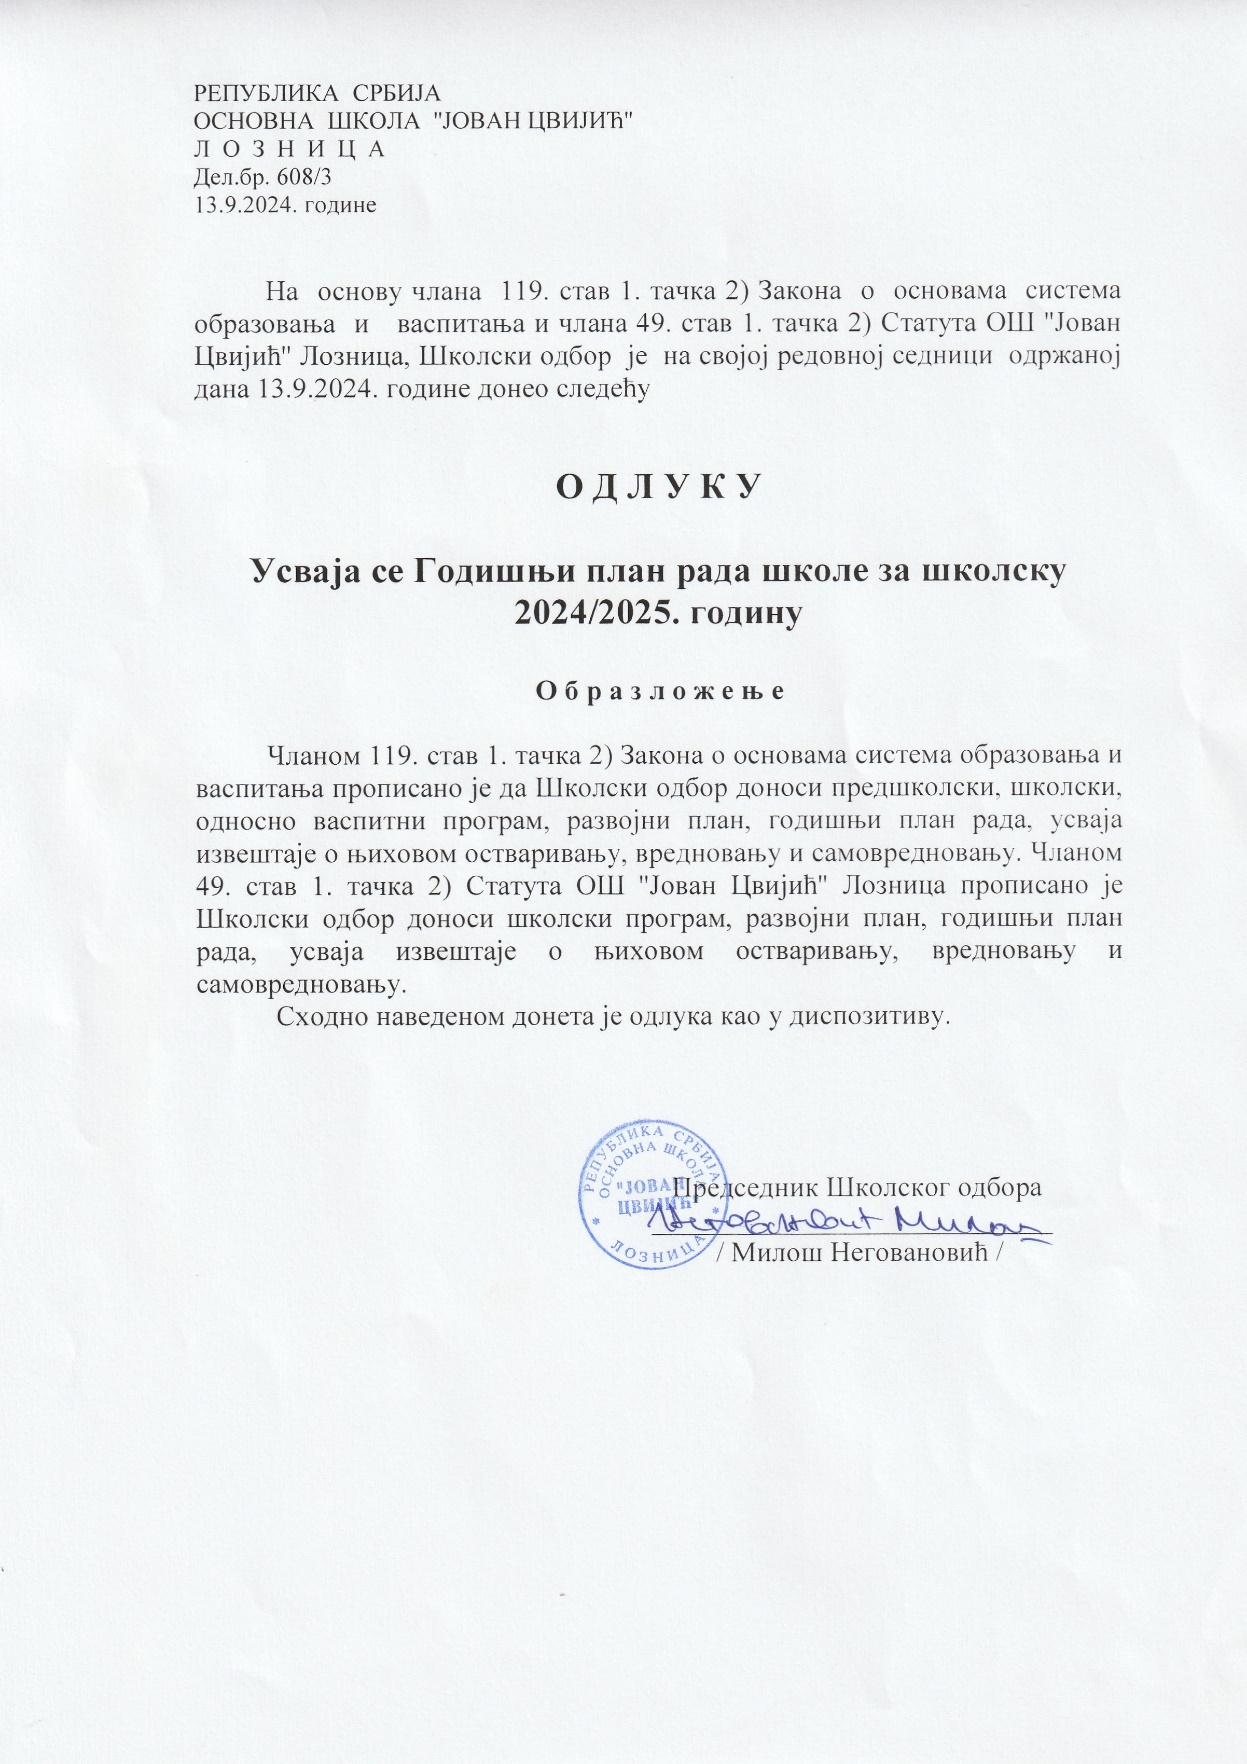 РЕПУБЛИКА СРБИЈА
ОСНОВНА ШКОЛА "ЈОВАН ЦВИЈИЋ"
Л О З Н И Ц А
Дел.бр. 608/3
13.9.2024. године
На основу члана 119. став 1. тачка 2) Закона о основама система
образовања и васпитања и члана 49. став 1. тачка 2) Статута ОШ "Јован
Цвијић" Лозница, Школски одбор је на својој редовној седници одржаној
дана 13.9.2024. године донео следећу
О Д Л У К У
Усваја се Годишњи план рада школе за школску
2024/2025. годину
О б р а з л о ж е њ е
Чланом 119. став 1. тачка 2) Закона о основама система образовања и
васпитања прописано је да Школски одбор доноси предшколски, школски,
односно васпитни програм, развојни план, годишњи план рада, усваја
извештаје о њиховом остваривању, вредновању и самовредновању. Чланом
49. став 1. тачка 2) Статута ОШ "Јован Цвијић" Лозница прописано је
Школски одбор доноси школски програм, развојни план, годишњи план
рада, усваја извештаје о њиховом остваривању, вредновању и
самовредновању.
Сходно наведеном донета је одлука као у диспозитиву.
РЕПУБЛИКА СРБИЈА
ОСНОВНА ШКОЛА
"ЈОВАН
ЦВИЈИЋ"
ЛОЗНИЦА
Председник Школског одбора
Неговановић Милош
/ Милош Неговановић /